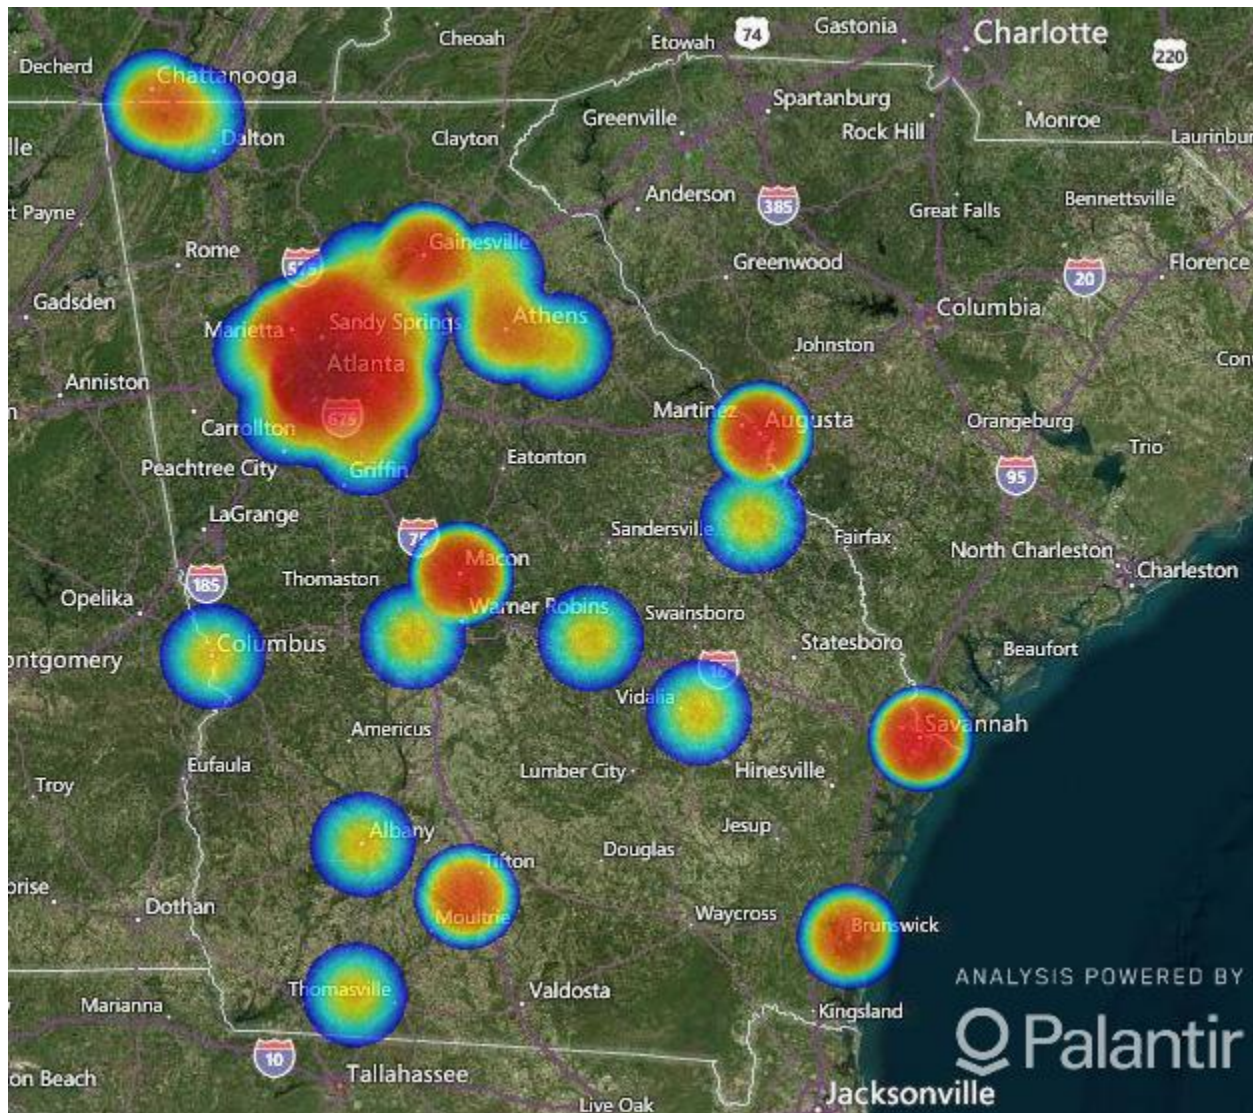 Cheoah
Etowah
74
Gastonia
Charlotte
220
Decherd
Chattanooga
Spartanburg
Greenville
Rock Hill
Monroe
Dalton
Clayton
Laurinbur
lle
Anderson
385
Bennettsville
Great Falls
rt Payne
Rome
Gainesville
Greenwood
20
Florence
Gadsden
Marietta
Sandy Springs
Athens
Columbia
Johnston
Atlanta
Con
Anniston
Carrollton
675
Martinez
Augusta
Orangeburg
Trio
Peachtree City
Griffin
Eatonton
95
LaGrange
75
Sandersville
Fairfax
North Charleston
Charleston
185
Thomaston
Macon
Opelika
Warner Robins
Swainsboro
Columbus
Statesboro
Beaufort
ontgomery
16
Vidalia
Americus
Savannah
Eufaula
Lumber City
Hinesville
Troy
Albany
Jesup
Tifton
Douglas
prise
Dothan
Moultrie
Waycross
Brunswick
ANALYSIS POWERED BY
Palantir
Thomasville
Valdosta
Marianna
Kingsland
10
on Beach
Tallahassee
Jacksonville
Live Oak